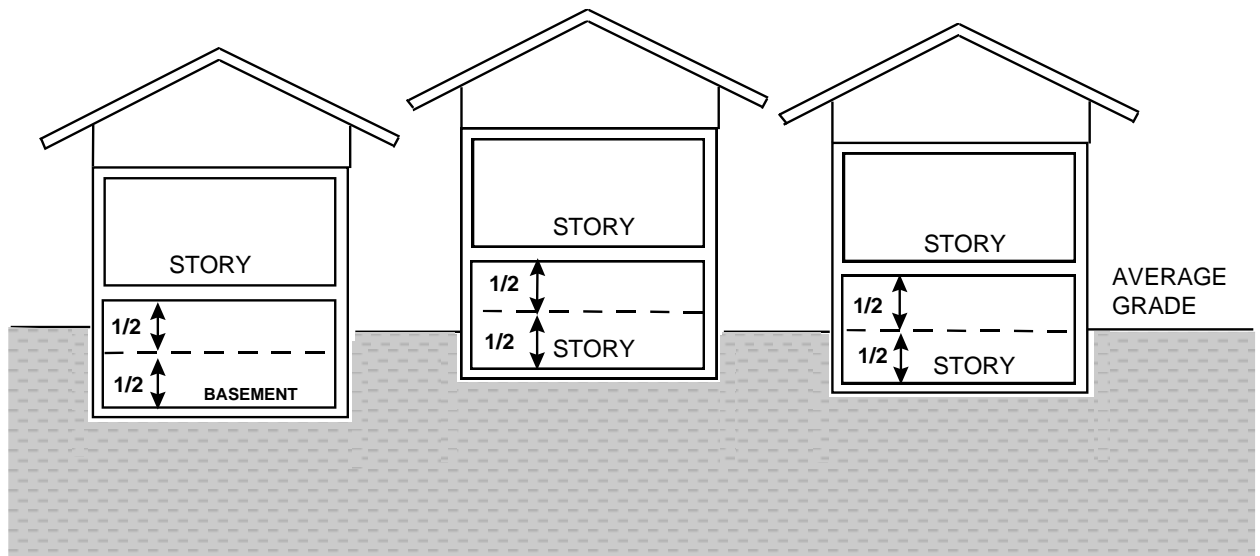 STORY
1/2
1/2
BASEMENT
STORY
1/2
1/2
STORY
STORY
1/2
1/2
STORY
AVERAGE
GRADE